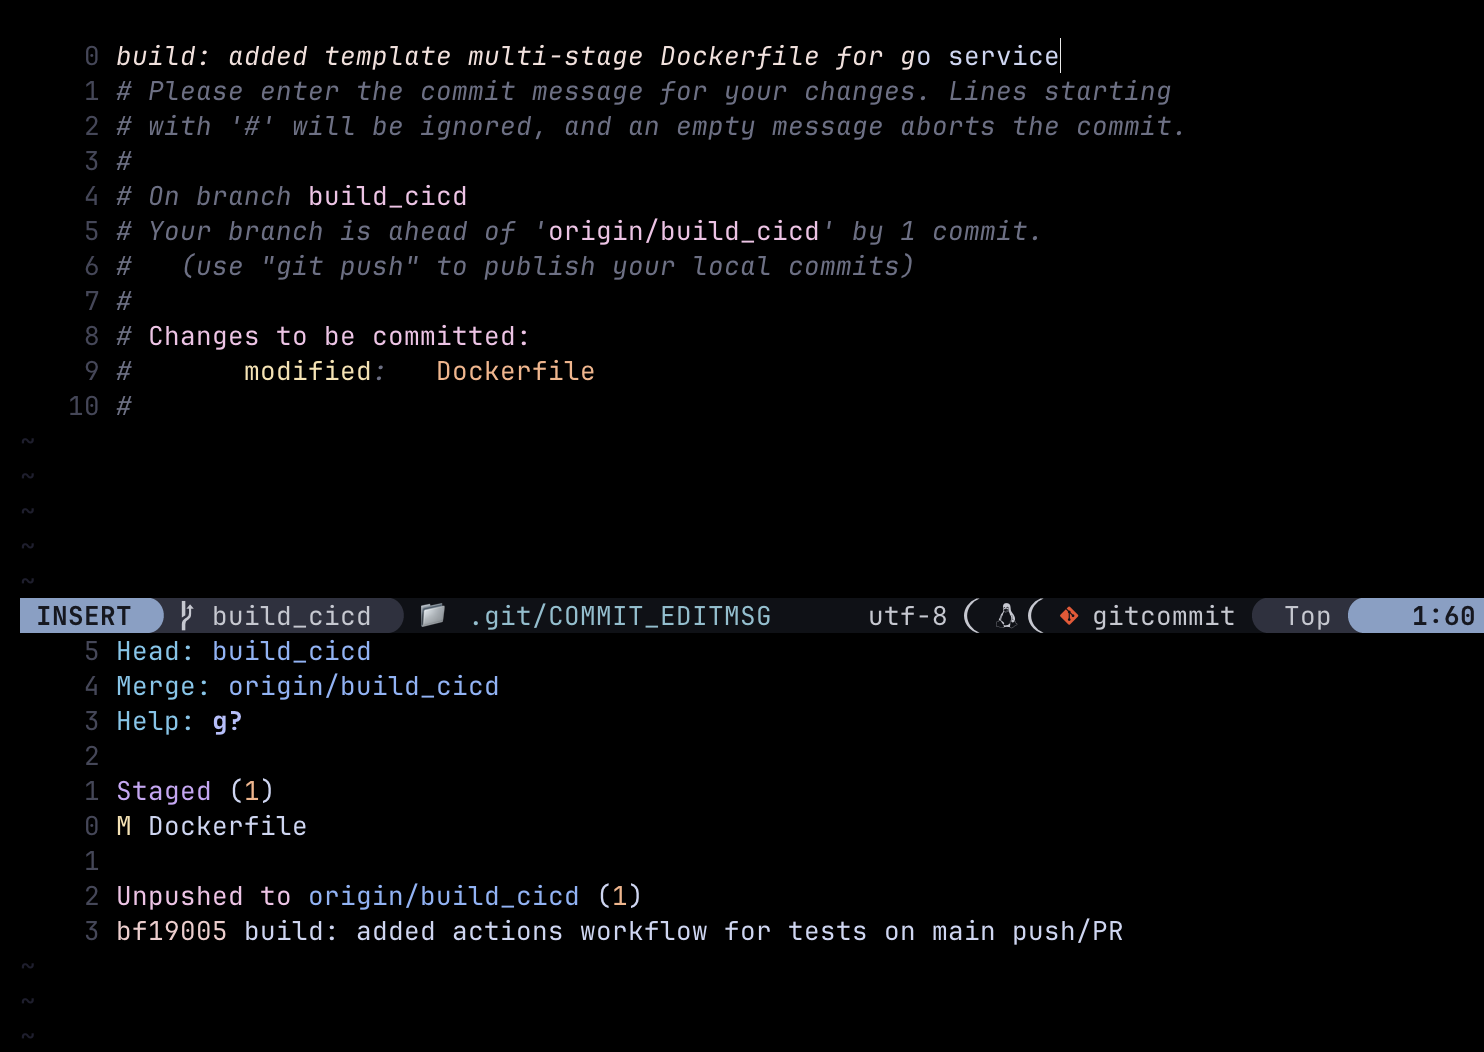 0 build: added template multi-stage Dockerfile for go service
1 # Please enter the commit message for your changes. Lines starting
2 # with '#' will be ignored, and an empty message aborts the commit.
3 #
4 # On branch build_cicd
5 # Your branch is ahead of 'origin/build_cicd' by 1 commit.
6 #   (use "git push" to publish your local commits)
7 #
8 # Changes to be committed:
9 #       modified:   Dockerfile
10 #
~
~
~
~
~
INSERT build_cicd .git/COMMIT_EDITMSG utf-8 gitcommit Top 1:60
5 Head: build_cicd
4 Merge: origin/build_cicd
3 Help: g?
2
1 Staged (1)
0 M Dockerfile
1
2 Unpushed to origin/build_cicd (1)
3 bf19005 build: added actions workflow for tests on main push/PR
~
~
~